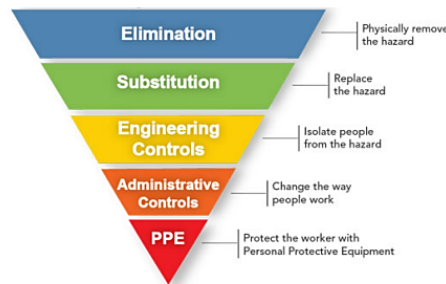 Elimination
Physically remove
the hazard
Substitution
Replace
the hazard
Engineering
Controls
Isolate people
from the hazard
Administrative
Controls
Change the way
people work
PPE
Protect the worker with
Personal Protective Equipment